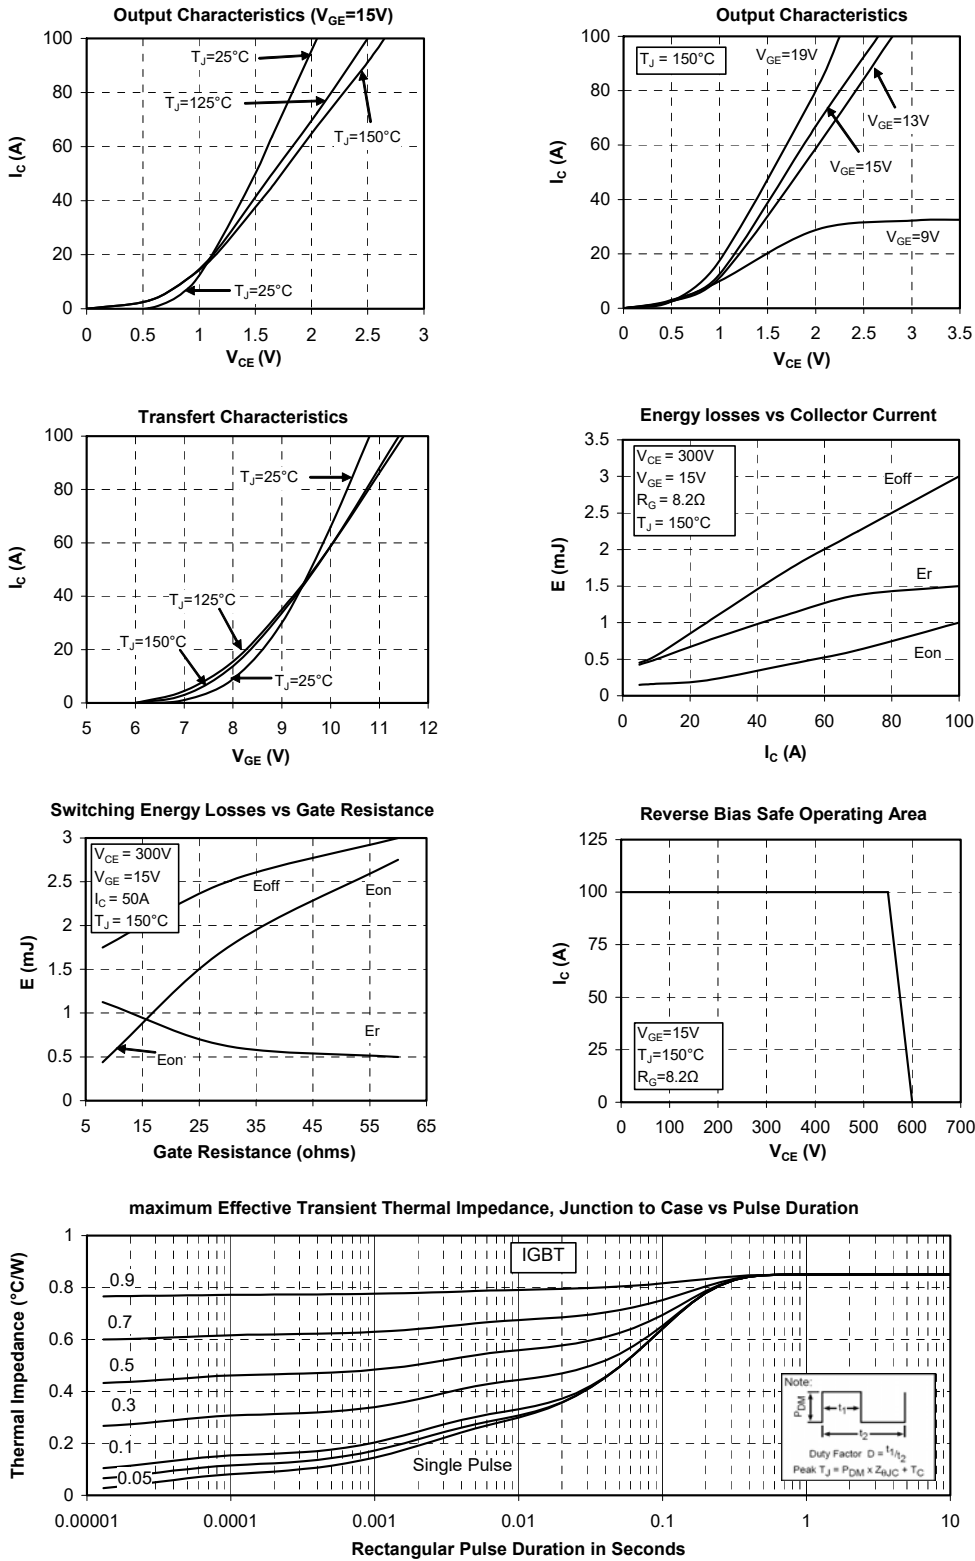 Output Characteristics (VGE=15V)
100
80
60
40
20
0
IC (A)
TJ=25°C
TJ=125°C
TJ=150°C
TJ=25°C
0 0.5 1 1.5 2 2.5 3
VCE (V)
Output Characteristics
100
80
60
40
20
0
IC (A)
TJ = 150°C
VGE=19V
VGE=13V
VGE=15V
VGE=9V
0 0.5 1 1.5 2 2.5 3 3.5
VCE (V)
Transfert Characteristics
100
80
60
40
20
0
IC (A)
TJ=25°C
TJ=125°C
TJ=150°C
TJ=25°C
5 6 7 8 9 10 11 12
VGE (V)
Energy losses vs Collector Current
3.5
3
2.5
2
1.5
1
0.5
0
E (mJ)
VCE = 300V
VGE = 15V
RG = 8.2Ω
TJ = 150°C
Eoff
Er
Eon
0 20 40 60 80 100
IC (A)
Switching Energy Losses vs Gate Resistance
3
2.5
2
1.5
1
0.5
0
E (mJ)
VCE = 300V
VGE =15V
IC = 50A
TJ = 150°C
Eoff
Eon
Er
Eon
5 15 25 35 45 55 65
Gate Resistance (ohms)
Reverse Bias Safe Operating Area
125
100
75
50
25
0
IC (A)
VGE=15V
TJ=150°C
RG=8.2Ω
0 100 200 300 400 500 600 700
VCE (V)
maximum Effective Transient Thermal Impedance, Junction to Case vs Pulse Duration
1
0.8
0.6
0.4
0.2
0
Thermal Impedance (°C/W)
IGBT
0.9
0.7
0.5
0.3
0.1
0.05
Single Pulse
Note:
PDM
t1
t2
Duty Factor D = t1/t2
Peak TJ = PDM x ZθJC + TC
0.00001 0.0001 0.001 0.01 0.1 1 10
Rectangular Pulse Duration in Seconds